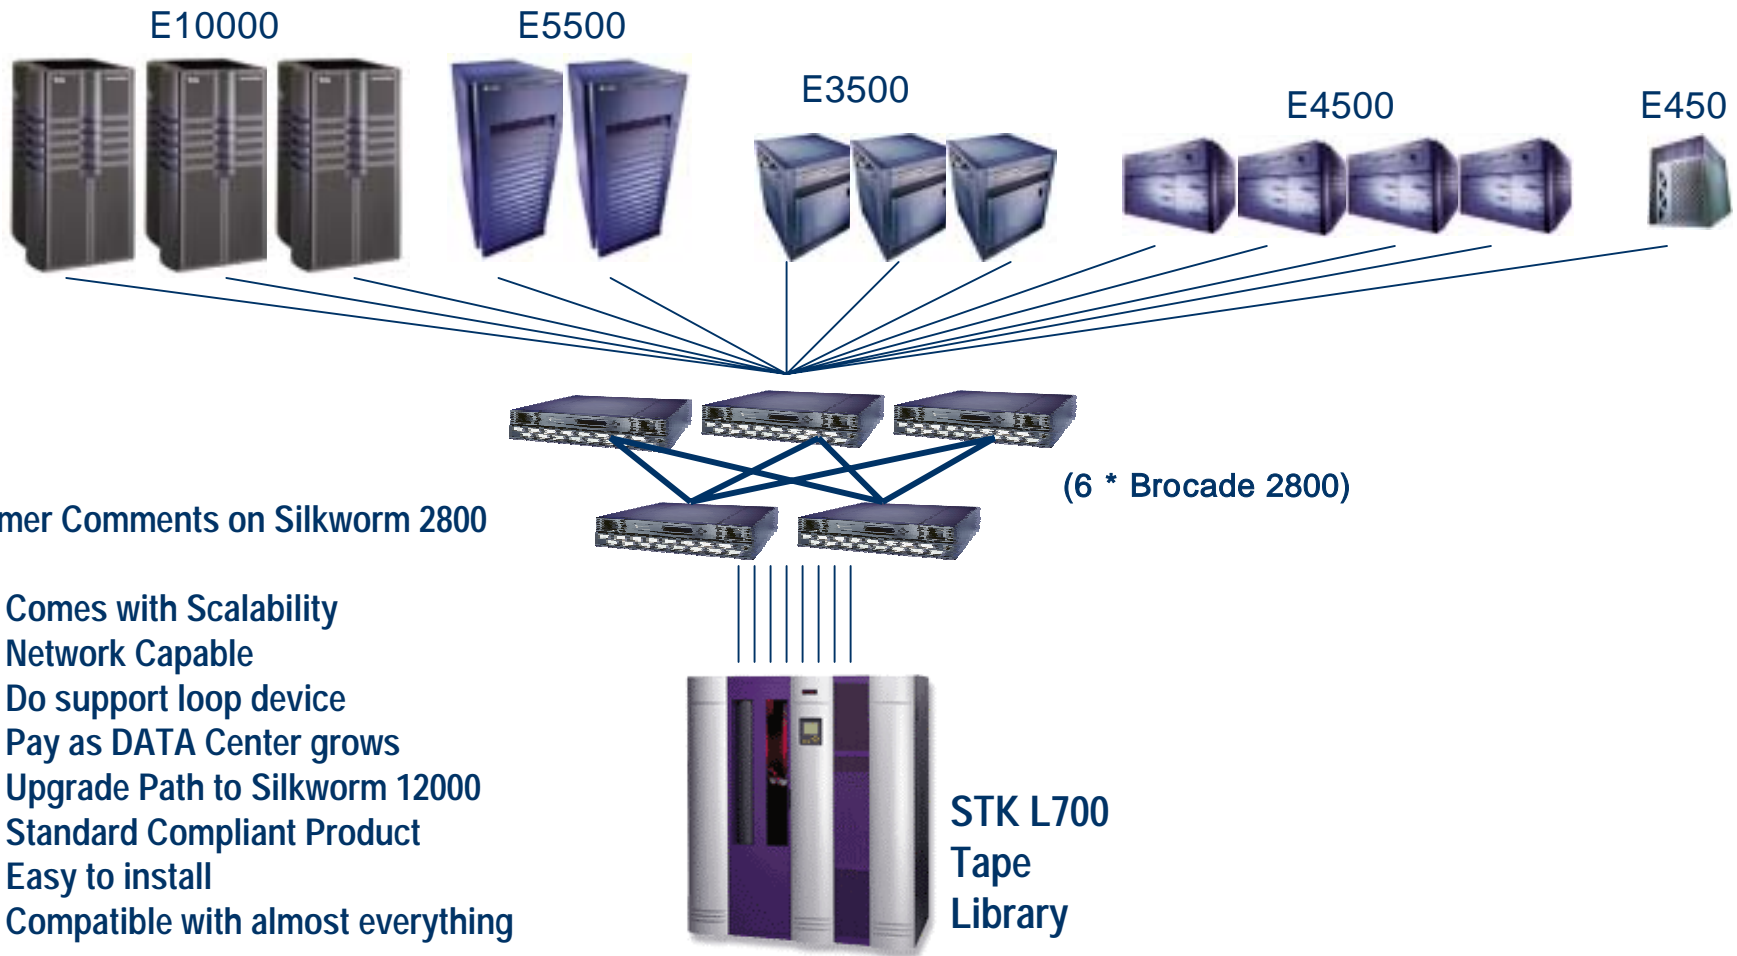 E10000
E5500
E3500
E4500
E450
(6 * Brocade 2800)
mer Comments on Silkworm 2800
Comes with Scalability
Network Capable
Do support loop device
Pay as DATA Center grows
Upgrade Path to Silkworm 12000
Standard Compliant Product
Easy to install
Compatible with almost everything
STK L700
Tape
Library